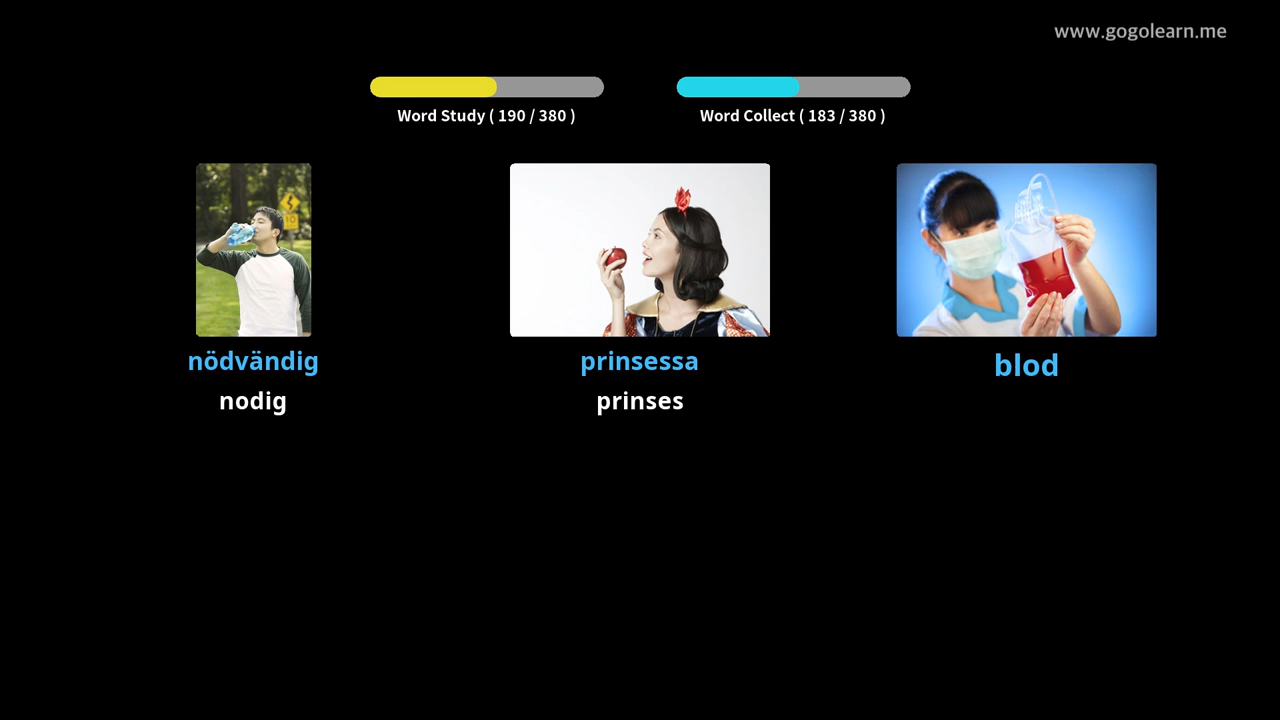 www.gogolearn.me
Word Study ( 190 / 380 )
Word Collect ( 183 / 380 )
nödvändig
nodig
prinsessa
prinses
blod